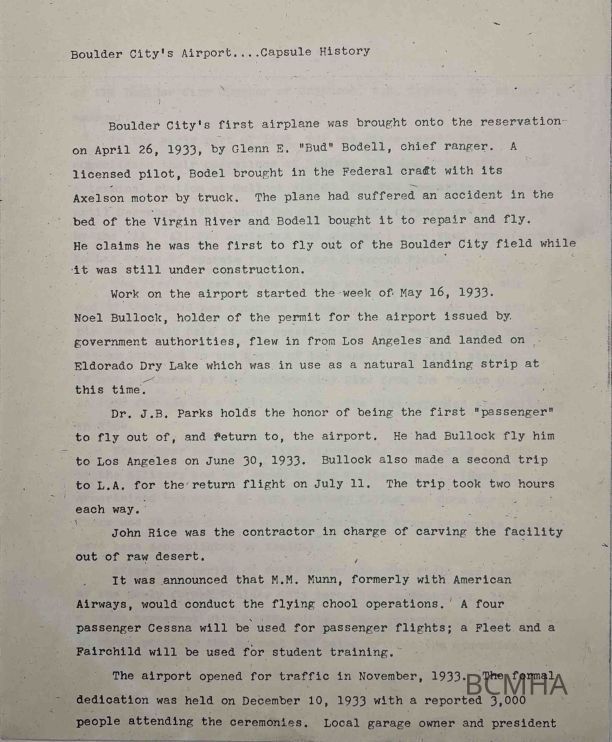 Boulder City's Airport....Capsule History
Boulder City's first airplane was brought onto the reservation
on April 26, 1933, by Glenn E. "Bud" Bodell, chief ranger. A
licensed pilot, Bodel brought in the Federal craft with its
Axelson motor by truck. The plane had suffered an accident in the
bed of the Virgin River and Bodell bought it to repair and fly.
He claims he was the first to fly out of the Boulder City field while
it was still under construction.
Work on the airport started the week of May 16, 1933.
Noel Bullock, holder of the permit for the airport issued by
government authorities, flew in from Los Angeles and landed on
Eldorado Dry Lake which was in use as a natural landing strip at
this time.
Dr. J.B. Parks holds the honor of being the first "passenger"
to fly out of, and return to, the airport. He had Bullock fly him
to Los Angeles on June 30, 1933. Bullock also made a second trip
to L.A. for the return flight on July 11. The trip took two hours
each way.
John Rice was the contractor in charge of carving the facility
out of raw desert.
It was announced that M.M. Munn, formerly with American
Airways, would conduct the flying chool operations. A four
passenger Cessna will be used for passenger flights; a Fleet and a
Fairchild will be used for student training.
The airport opened for traffic in November, 1933. The formal
dedication was held on December 10, 1933 with a reported 3,000
people attending the ceremonies. Local garage owner and president
BCMHA